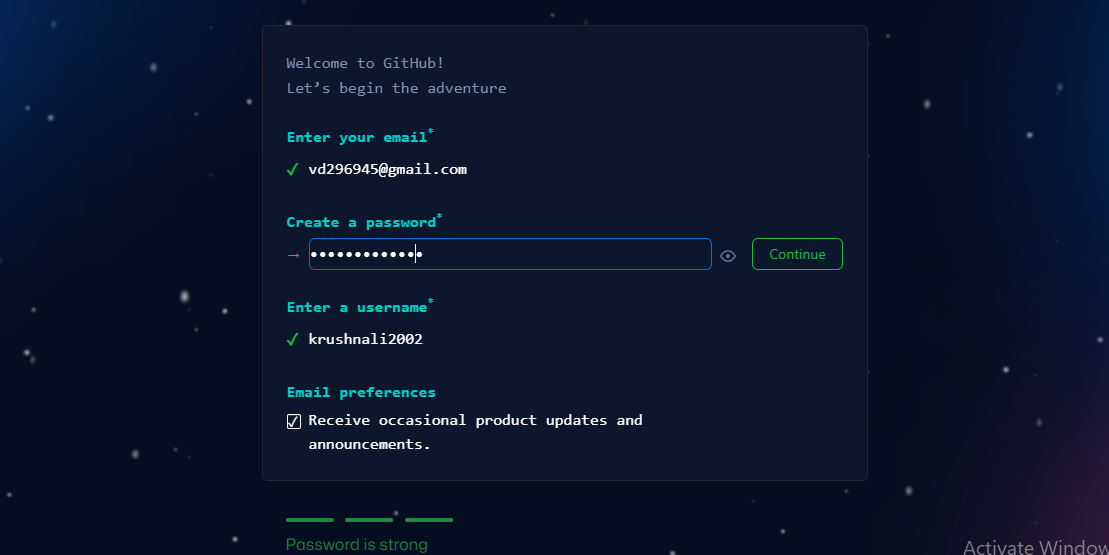 Welcome to GitHub!
Let’s begin the adventure
Enter your email*
✓ vd296945@gmail.com
Create a password*
→ •••••••••••••
Continue
Enter a username*
✓ krushnali2002
Email preferences
✓ Receive occasional product updates and
announcements.
Password is strong
Activate Window